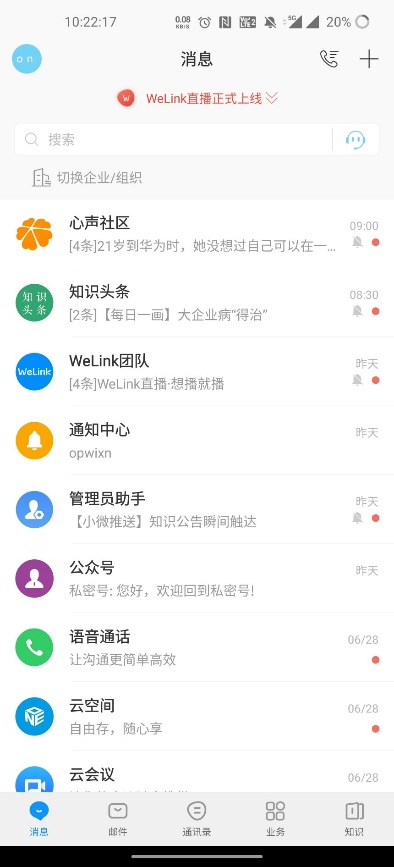 10:22:17
0.08
KB/S
5G
20%
on
消息
WeLink直播正式上线
搜索
切换企业/组织
心声社区
09:00
[4条]21岁到华为时，她没想过自己可以在一...
知识
头条
知识头条
08:30
[2条]【每日一画】大企业病“得治”
WeLink
WeLink团队
昨天
[4条]WeLink直播·想播就播
通知中心
昨天
opwixn
管理员助手
昨天
【小微推送】知识公告瞬间触达
公众号
昨天
私密号: 您好，欢迎回到私密号!
语音通话
06/28
让沟通更简单高效
云空间
06/28
自由存，随心享
云会议
06/28
消息
邮件
通讯录
业务
知识